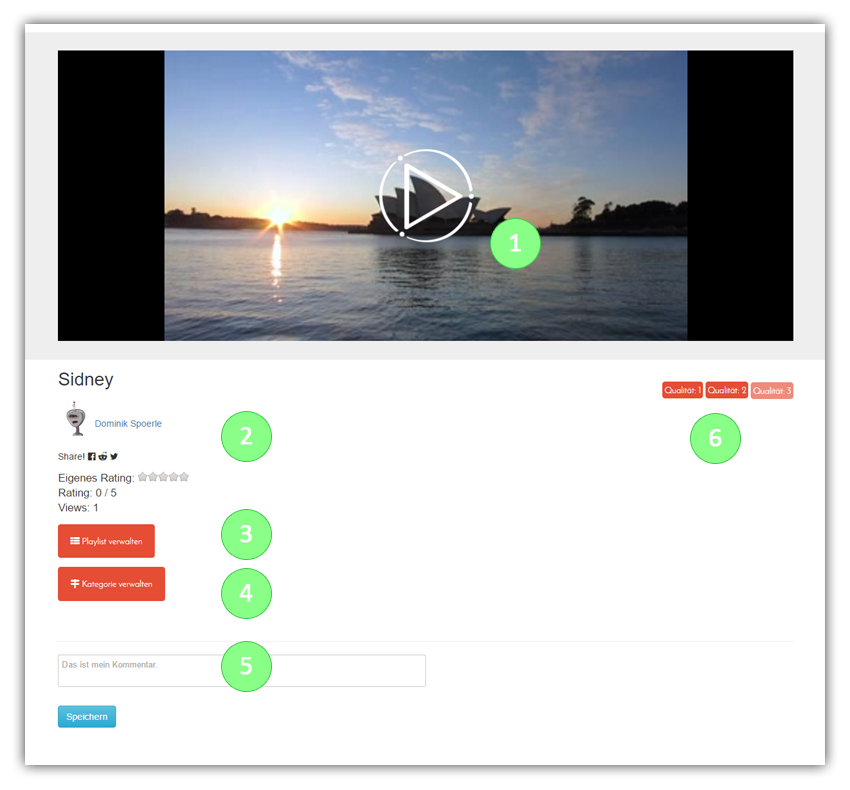 1
Sidney
Qualität: 1 Qualität: 2 Qualität: 3
Dominik Spoerle
2
6
Share!
Eigenes Rating:
Rating: 0 / 5
Views: 1
Playlist verwalten
3
Kategorie verwalten
4
Das ist mein Kommentar.
5
Speichern